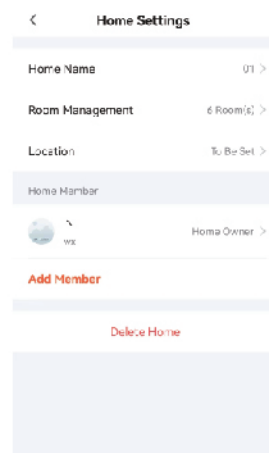 Home Settings
Home Name
01 >
Room Management
6 Room(s) >
Location
To Be Set >
Home Member
wx
Home Owner >
Add Member
Delete Home